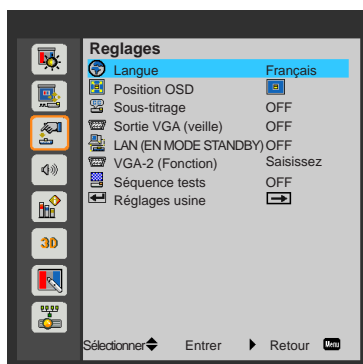 Reglages
Langue Français
Position OSD
Sous-titrage OFF
Sortie VGA (veille) OFF
LAN (EN MODE STANDBY) OFF
VGA-2 (Fonction) Saisissez
Séquence tests OFF
Réglages usine
3D
Sélectionner Entrer Retour Menu